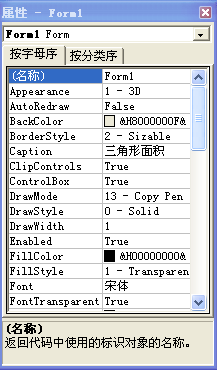 属性 - Form1
Form1 Form
按字母序 按分类序
(名称) Form1
Appearance 1 - 3D
AutoRedraw False
BackColor &H8000000F&
BorderStyle 2 - Sizable
Caption 三角形面积
ClipControls True
ControlBox True
DrawMode 13 - Copy Pen
DrawStyle 0 - Solid
DrawWidth 1
Enabled True
FillColor &H00000000&
FillStyle 1 - Transparen
Font 宋体
FontTransparent True
(名称)
返回代码中使用的标识对象的名称。